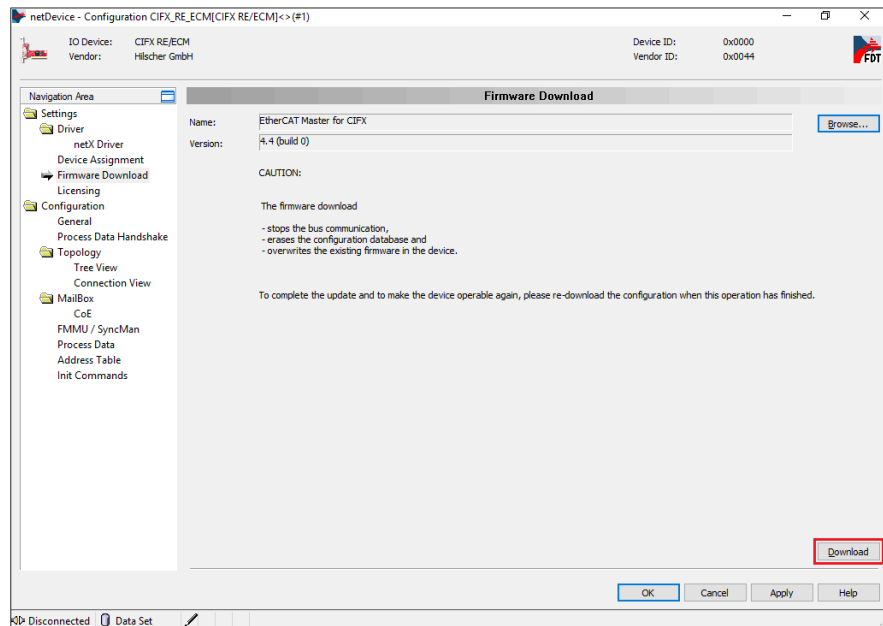 netDevice - Configuration CIFX_RE_ECM[CIFX RE/ECM]<>(#1)
IO Device: CIFX RE/ECM Device ID: 0x0000
Vendor: Hilscher GmbH Vendor ID: 0x0044
FDT
Navigation Area
Firmware Download
Settings
Driver
netX Driver
Device Assignment
Firmware Download
Licensing
Configuration
General
Process Data Handshake
Topology
Tree View
Connection View
MailBox
CoE
FMMU / SyncMan
Process Data
Address Table
Init Commands
Name: EtherCAT Master for CIFX Browse...
Version: 4.4 (build 0)
CAUTION:
The firmware download
- stops the bus communication,
- erases the configuration database and
- overwrites the existing firmware in the device.
To complete the update and to make the device operable again, please re-download the configuration when this operation has finished.
Download
OK Cancel Apply Help
Disconnected Data Set